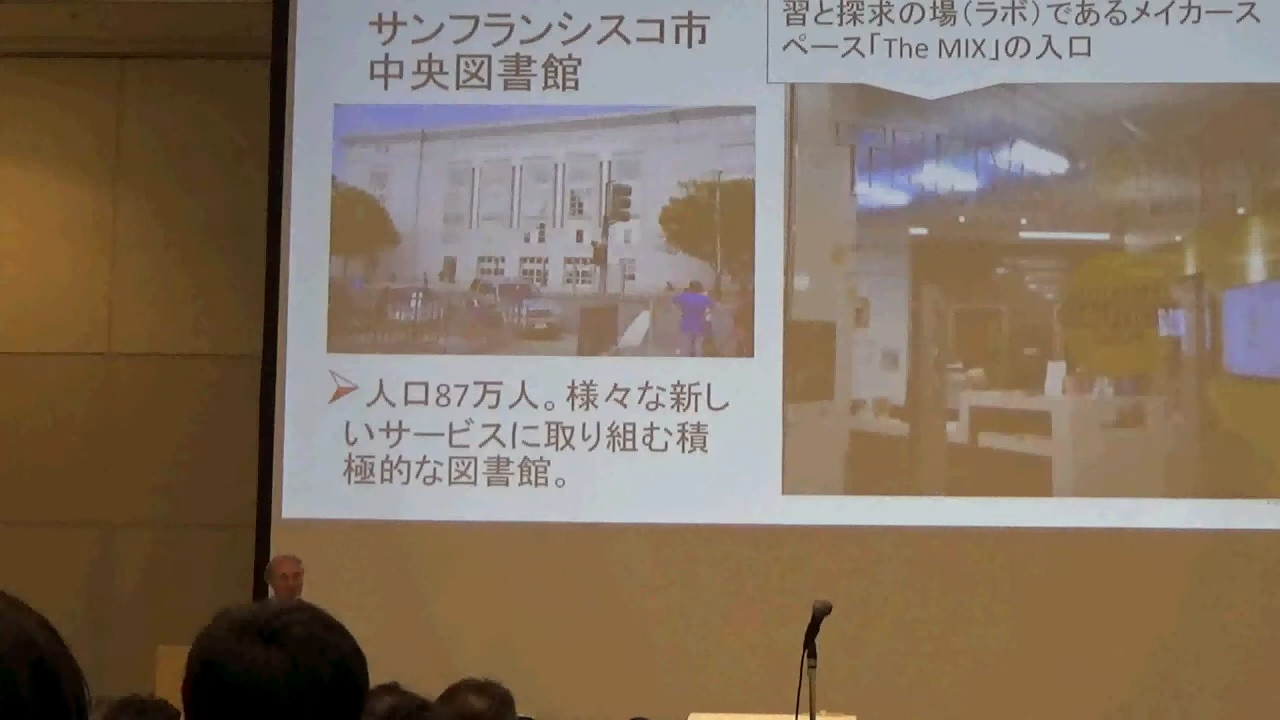 サンフランシスコ市
中央図書館
習と探求の場（ラボ）であるメイカース
ペース「The MIX」の入口
人口87万人。様々な新し
いサービスに取り組む積
極的な図書館。